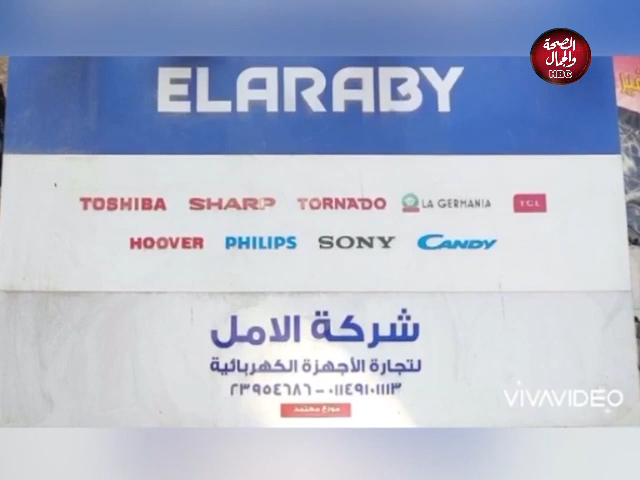 الصحة
والجمال
HBC
ELARABY
TOSHIBA SHARP TORNADO LA GERMANIA TCL
HOOVER PHILIPS SONY CANDY
شركة الامل
لتجارة الأجهزة الكهربائية
٢٣٩٥٤٦٨٦ - ٠١١٤٩١٠١١١٣
موزع معتمد
VIVAVIDEO